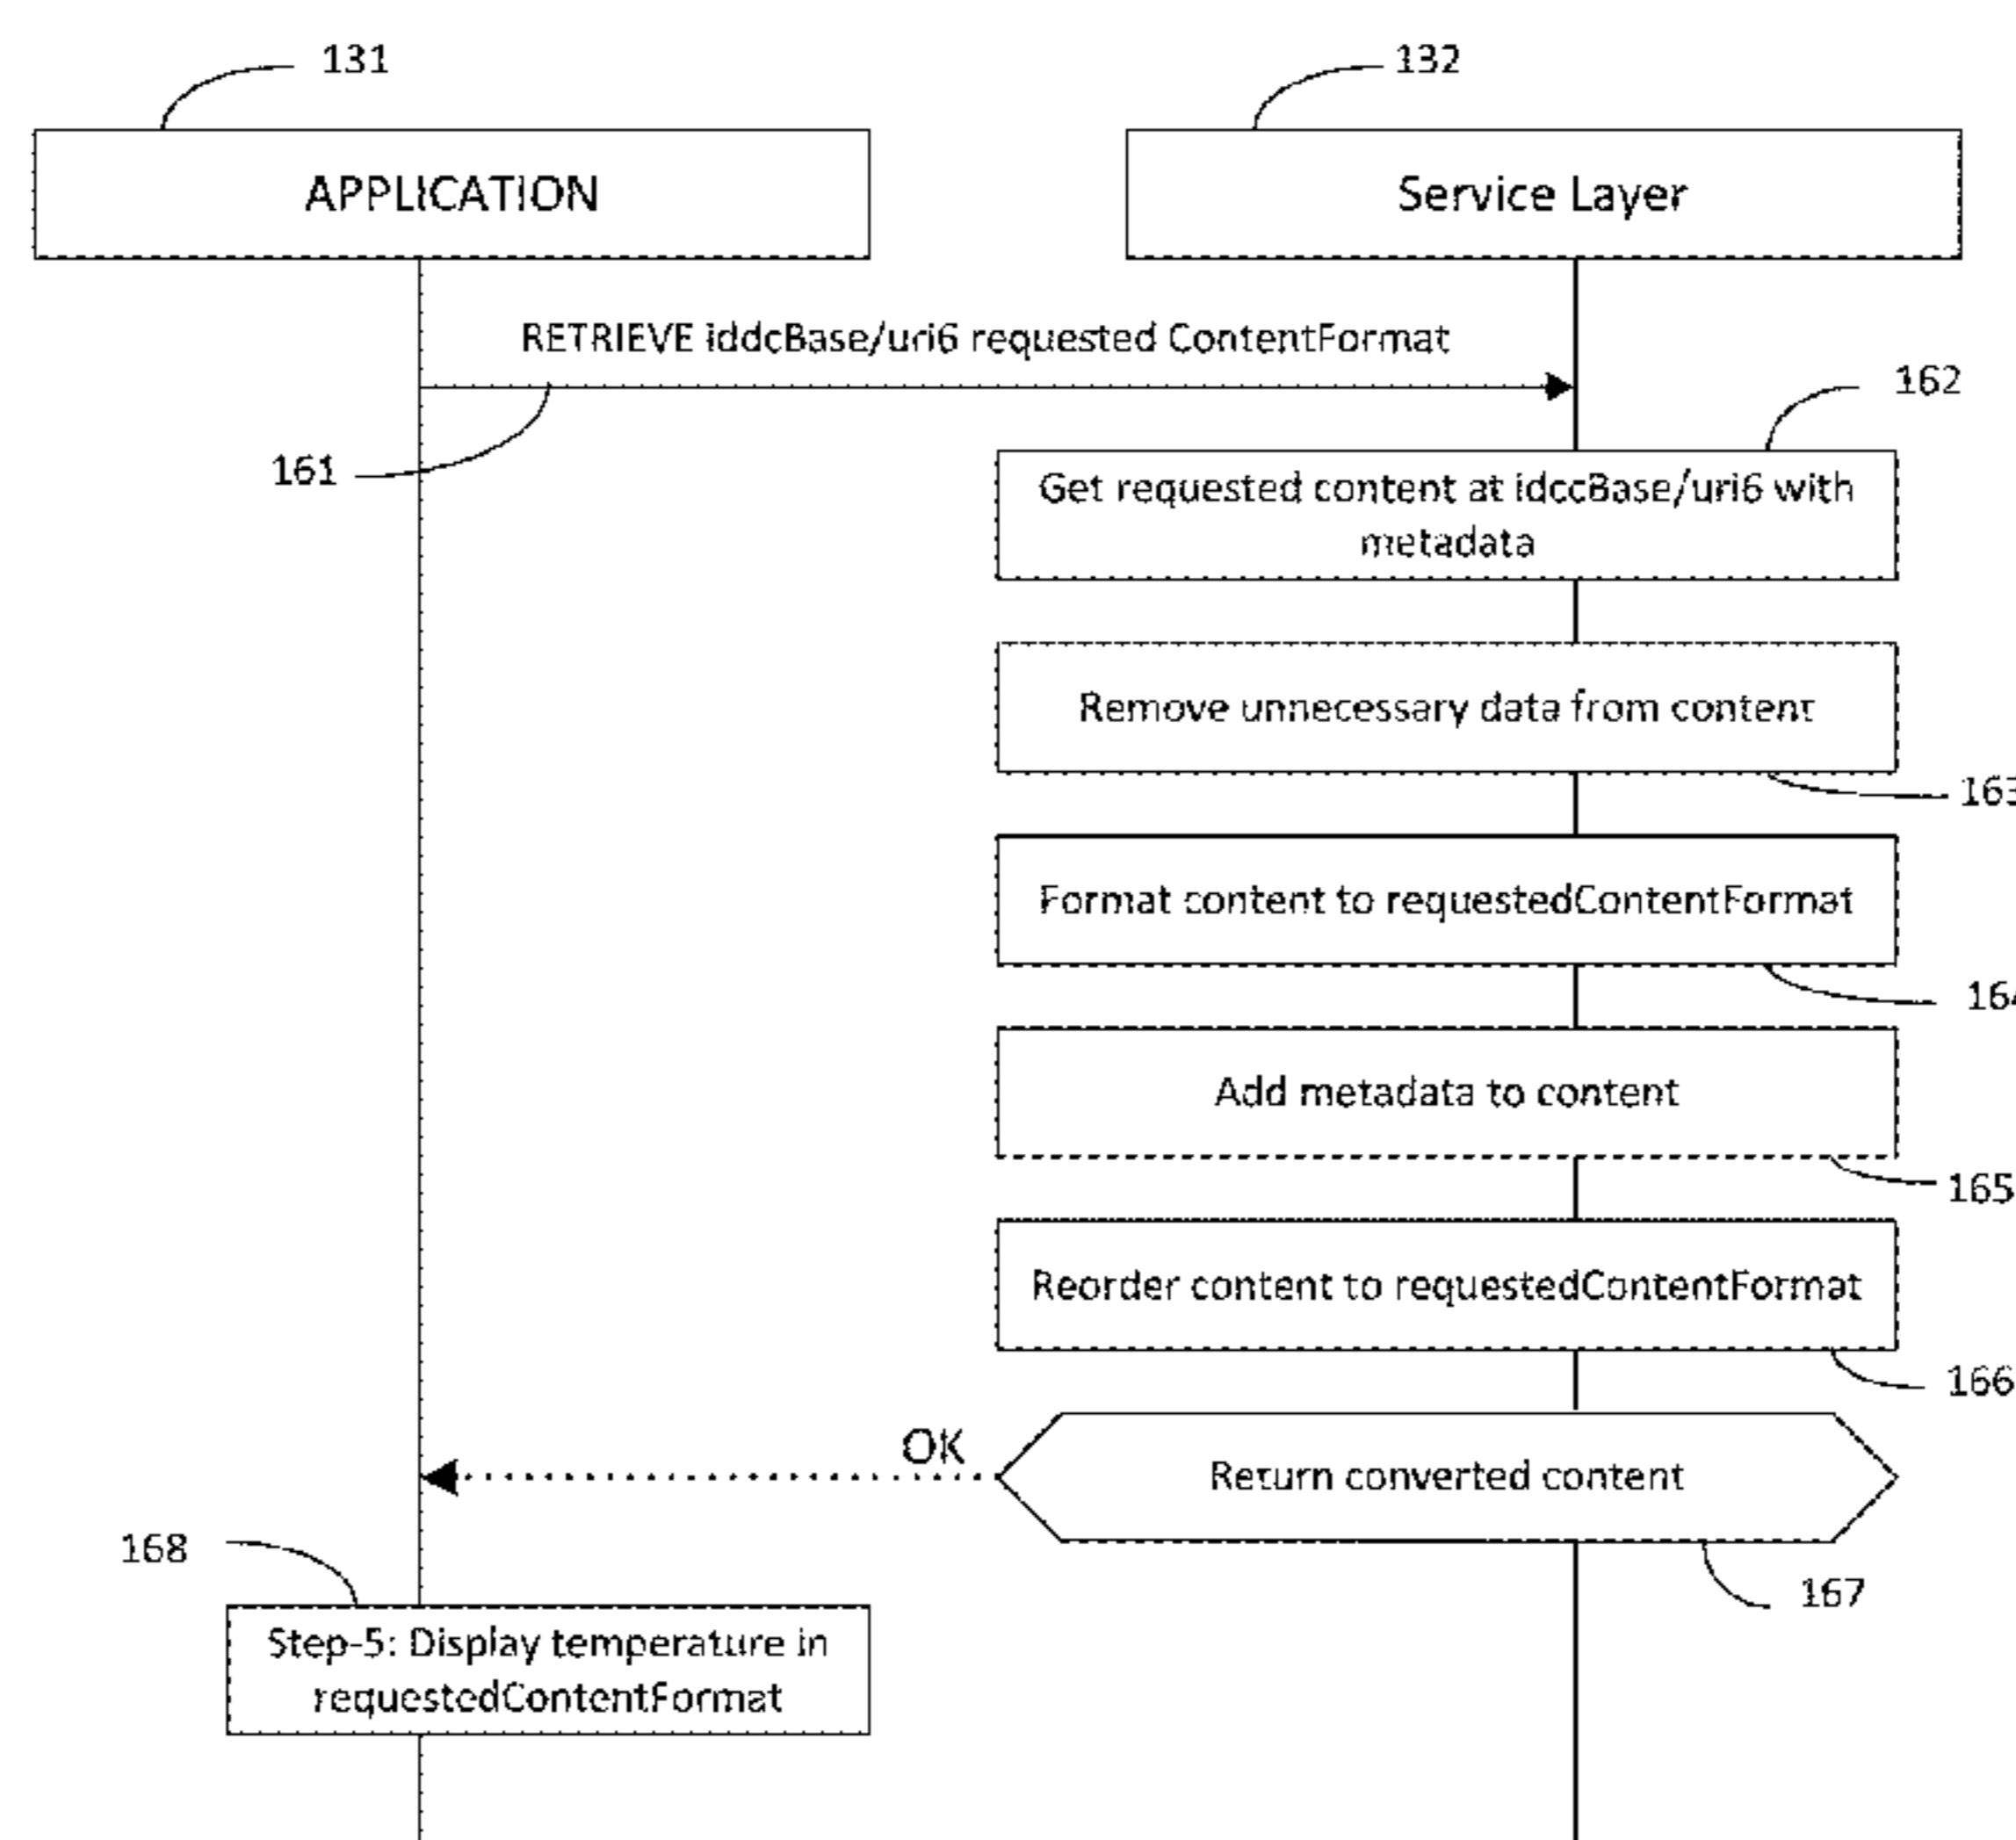 131
132
APPLICATION
Service Layer
RETRIEVE iddcBase/uri6 requested ContentFormat
161
162
Get requested content at idccBase/uri6 with
metadata
Remove unnecessary data from content
163
Format content to requestedContentFormat
164
Add metadata to content
165
Reorder content to requestedContentFormat
166
OK
Return converted content
168
167
Step-5: Display temperature in
requestedContentFormat